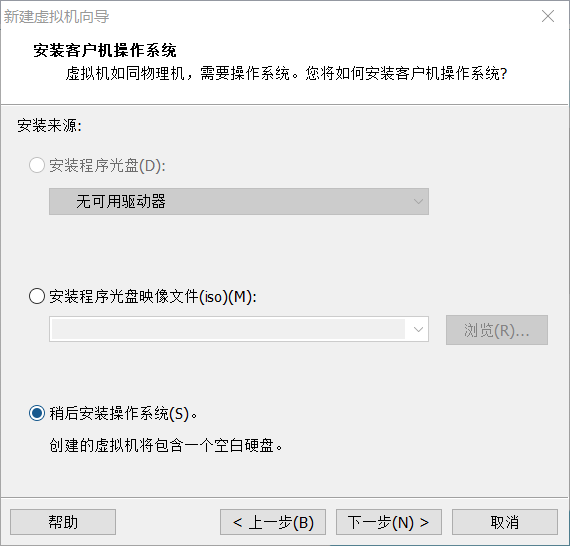 新建虚拟机向导
安装客户机操作系统
虚拟机如同物理机，需要操作系统。您将如何安装客户机操作系统?
安装来源:
安装程序光盘(D):
无可用驱动器
安装程序光盘映像文件(iso)(M):
浏览(R)...
稍后安装操作系统(S)。
创建的虚拟机将包含一个空白硬盘。
帮助
< 上一步(B)
下一步(N) >
取消